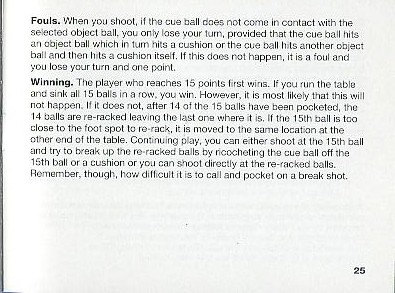 Fouls. When you shoot, if the cue ball does not come in contact with the
selected object ball, you only lose your turn, provided that the cue ball hits
an object ball which in turn hits a cushion or the cue ball hits another object
ball and then hits a cushion itself. If this does not happen, it is a foul and
you lose your turn and one point.
Winning. The player who reaches 15 points first wins. If you run the table
and sink all 15 balls in a row, you win. However, it is most likely that this will
not happen. If it does not, after 14 of the 15 balls have been pocketed, the
14 balls are re-racked leaving the last one where it is. If the 15th ball is too
close to the foot spot to re-rack, it is moved to the same location at the
other end of the table. Continuing play, you can either shoot at the 15th ball
and try to break up the re-racked balls by ricocheting the cue ball off the
15th ball or a cushion or you can shoot directly at the re-racked balls.
Remember, though, how difficult it is to call and pocket on a break shot.
25